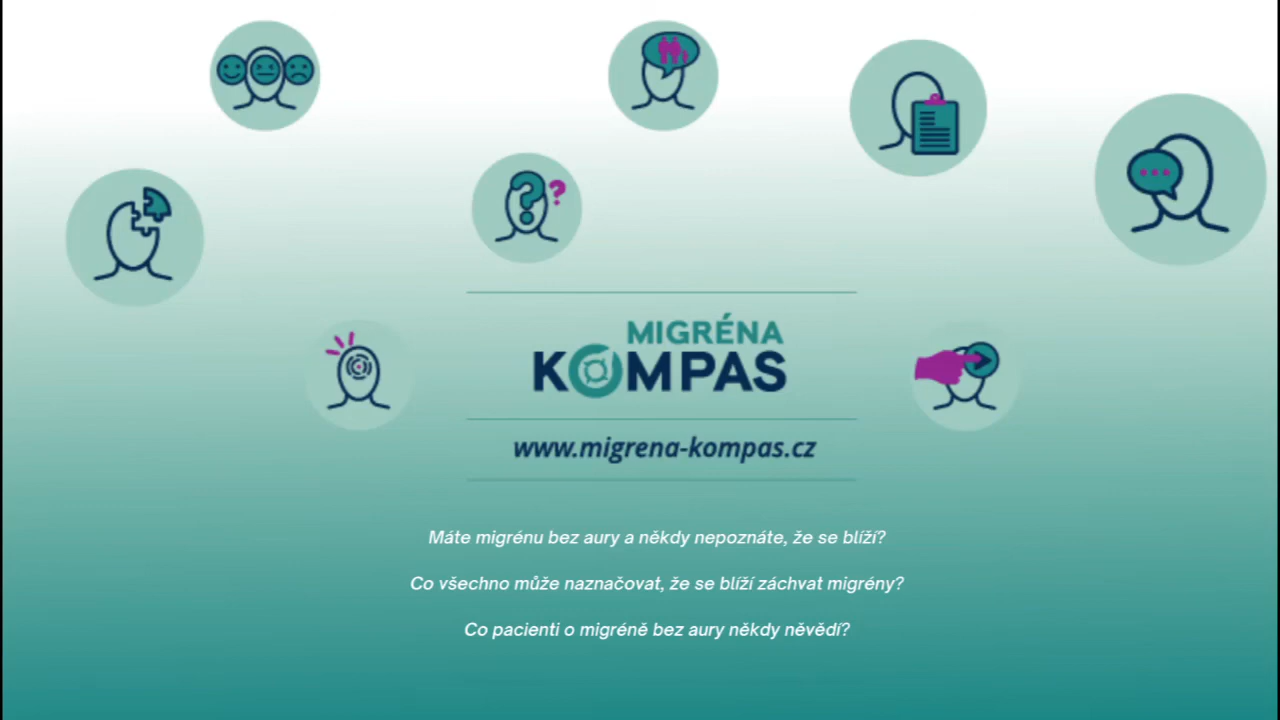 MIGRÉNA
KOMPAS
www.migrena-kompas.cz
Máte migrénu bez aury a někdy nepoznáte, že se blíží?
Co všechno může naznačovat, že se blíží záchvat migrény?
Co pacienti o migréně bez aury někdy něvědí?